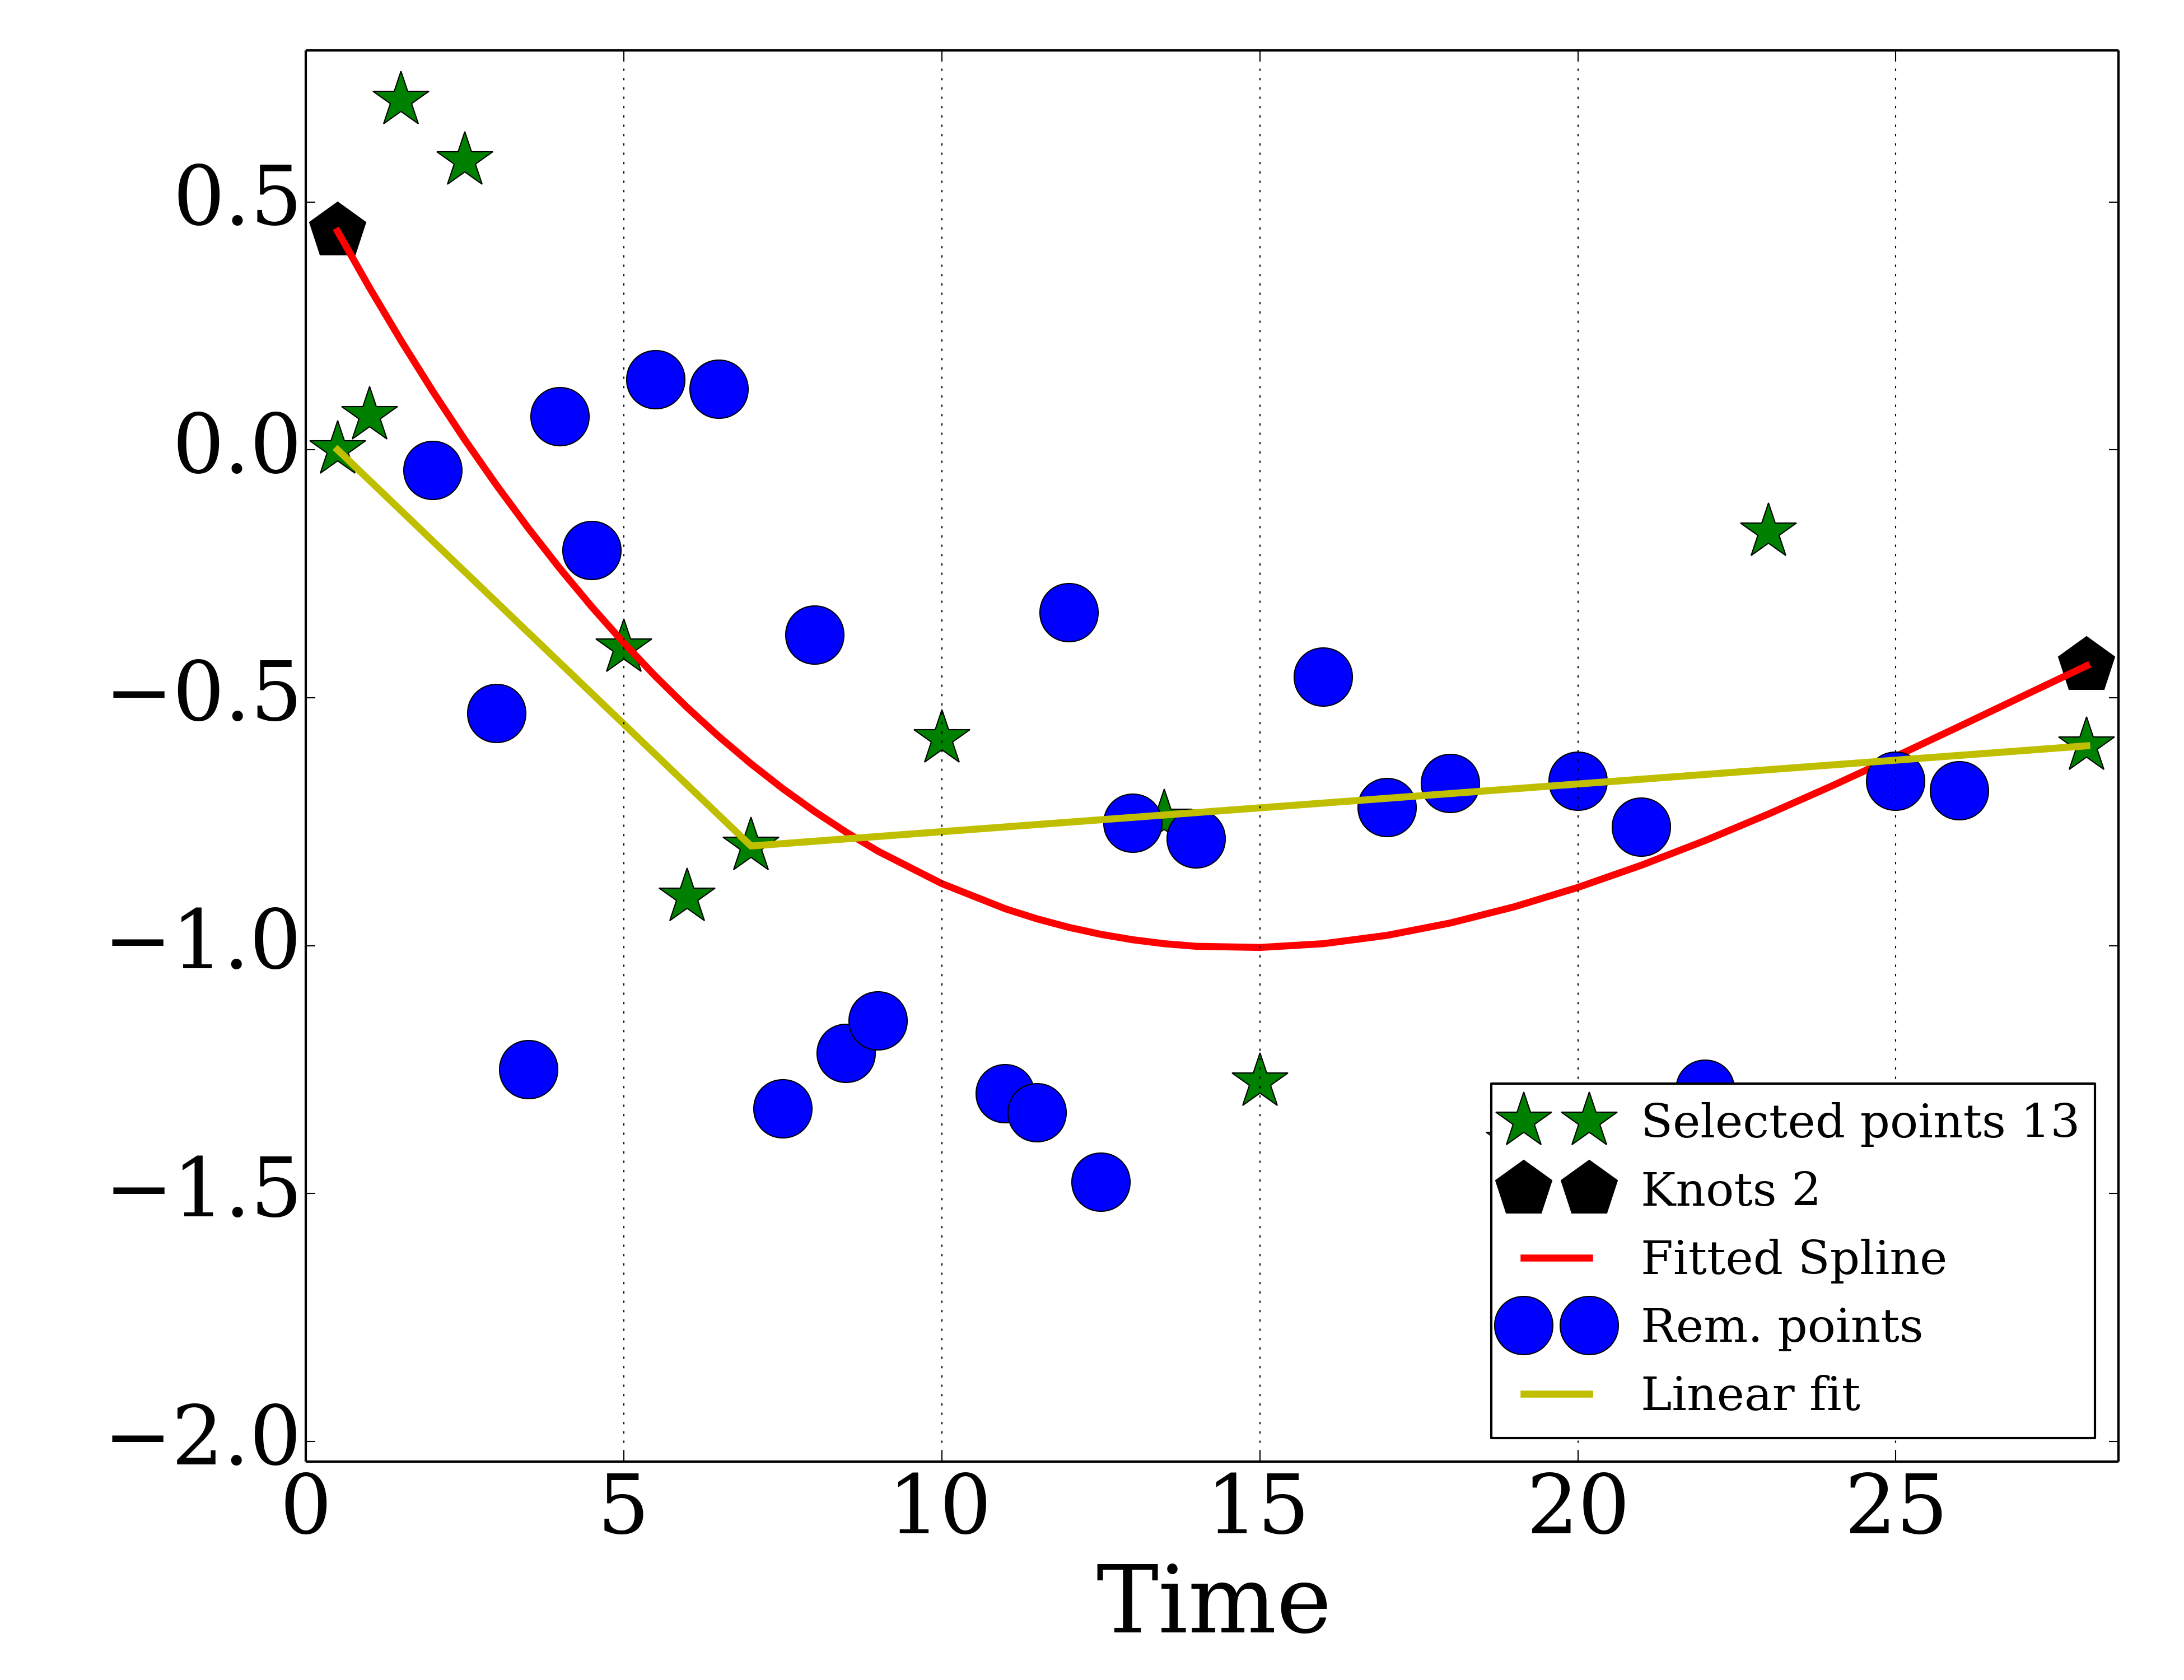 0.5
0.0
−0.5
−1.0
−1.5
−2.0
0 5 10 15 20 25
Time
Selected points 13
Knots 2
Fitted Spline
Rem. points
Linear fit